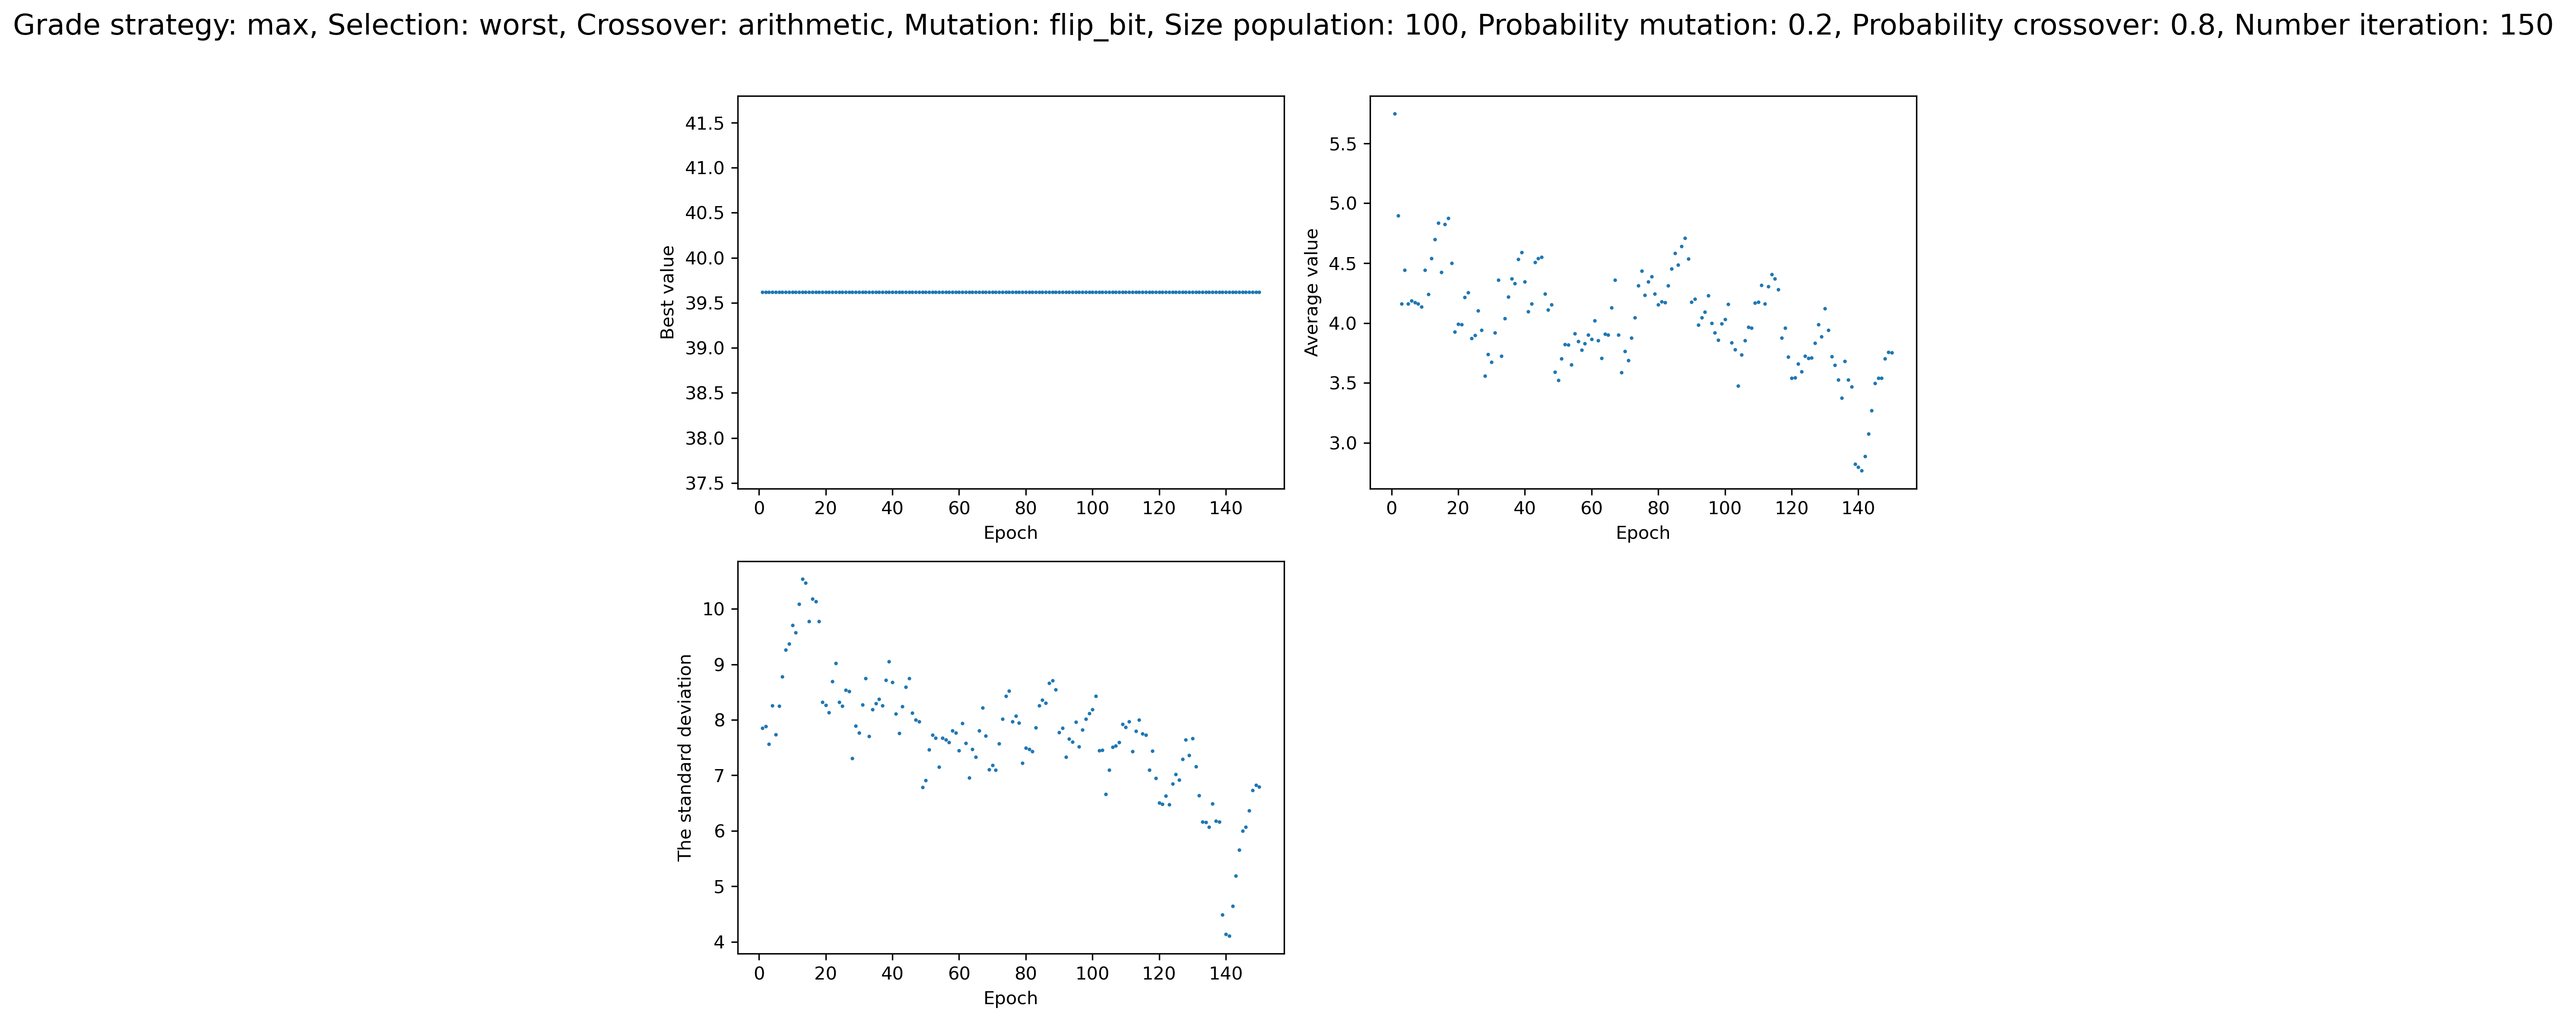 Grade strategy: max, Selection: worst, Crossover: arithmetic, Mutation: flip_bit, Size population: 100, Probability mutation: 0.2, Probability crossover: 0.8, Number iteration: 150
41.5
41.0
40.5
40.0
39.5
39.0
38.5
38.0
37.5
Best value
0 20 40 60 80 100 120 140
Epoch
5.5
5.0
4.5
4.0
3.5
3.0
Average value
0 20 40 60 80 100 120 140
Epoch
10
9
8
7
6
5
4
The standard deviation
0 20 40 60 80 100 120 140
Epoch